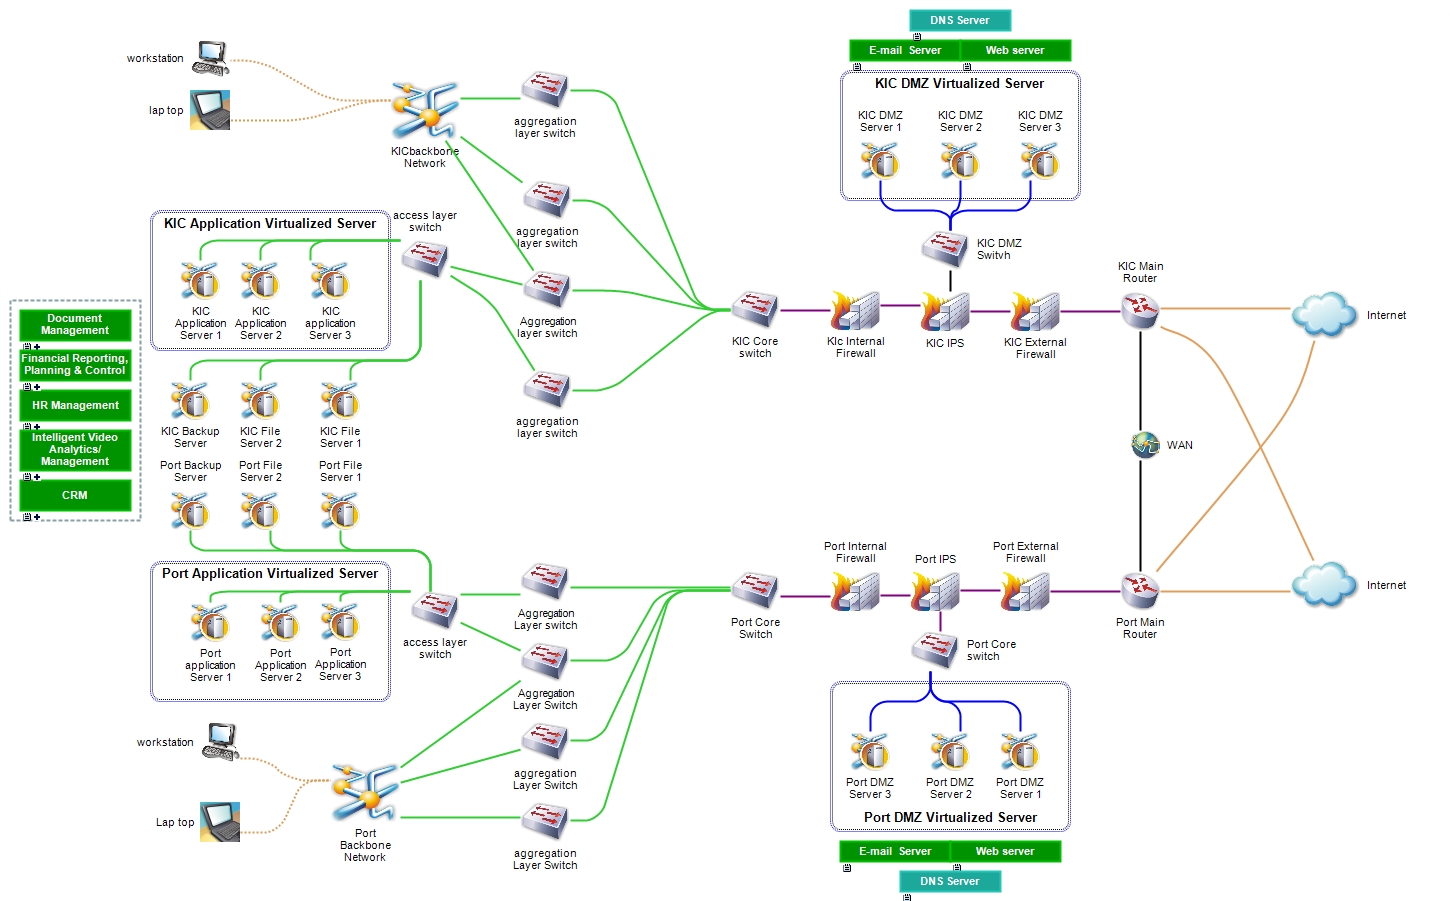 DNS Server
E-mail  Server
Web server
KIC DMZ Virtualized Server
KIC DMZ
Server 1
KIC DMZ
Server 2
KIC DMZ
Server 3
workstation
lap top
KICbackbone
Network
aggregation
layer switch
aggregation
layer switch
Aggregation
layer switch
aggregation
layer switch
access layer
switch
KIC Application Virtualized Server
KIC
Application
Server 1
KIC
Application
Server 2
KIC
application
Server 3
KIC DMZ
Switvh
KIC Main
Router
Internet
KIC Core
switch
KIc Internal
Firewall
KIC IPS
KIC External
Firewall
Document
Management
Financial Reporting,
Planning & Control
HR Management
Intelligent Video
Analytics/
Management
CRM
KIC Backup
Server
KIC File
Server 2
KIC File
Server 1
Port Backup
Server
Port File
Server 2
Port File
Server 1
WAN
Port Application Virtualized Server
Port
application
Server 1
Port
Application
Server 2
Port
Application
Server 3
access layer
switch
Aggregation
Layer switch
Aggregation
Layer Switch
aggregation
Layer Switch
aggregation
Layer Switch
Port Core
Switch
Port Internal
Firewall
Port IPS
Port External
Firewall
Port Main
Router
Internet
Port Core
switch
workstation
Lap top
Port
Backbone
Network
Port DMZ
Server 3
Port DMZ
Server 2
Port DMZ
Server 1
Port DMZ Virtualized Server
E-mail  Server
Web server
DNS Server